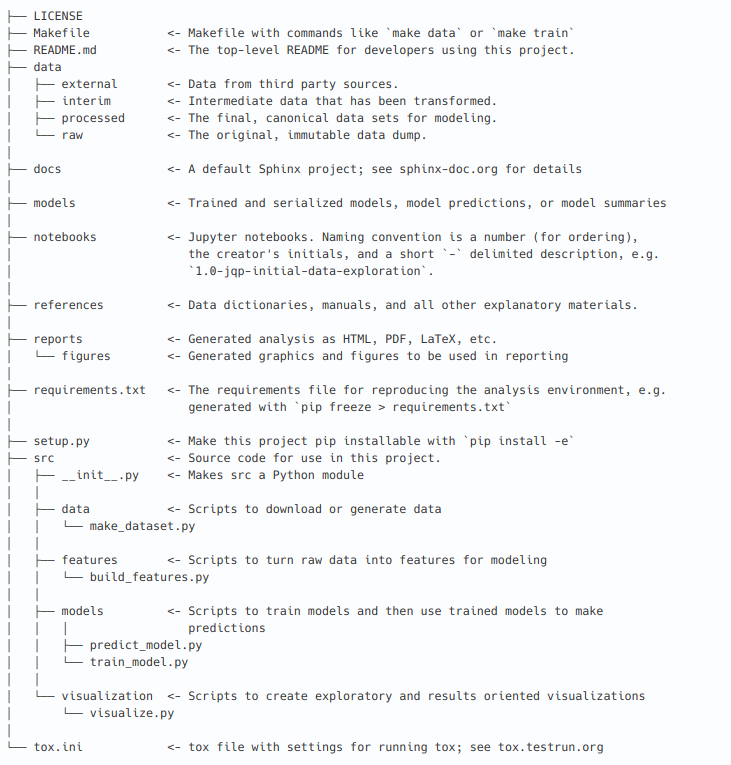 ├── LICENSE
├── Makefile           <- Makefile with commands like `make data` or `make train`
├── README.md          <- The top-level README for developers using this project.
├── data
│   ├── external       <- Data from third party sources.
│   ├── interim        <- Intermediate data that has been transformed.
│   ├── processed      <- The final, canonical data sets for modeling.
│   └── raw            <- The original, immutable data dump.
│
├── docs               <- A default Sphinx project; see sphinx-doc.org for details
│
├── models             <- Trained and serialized models, model predictions, or model summaries
│
├── notebooks          <- Jupyter notebooks. Naming convention is a number (for ordering),
│                         the creator's initials, and a short `-` delimited description, e.g.
│                         `1.0-jqp-initial-data-exploration`.
│
├── references         <- Data dictionaries, manuals, and all other explanatory materials.
│
├── reports            <- Generated analysis as HTML, PDF, LaTeX, etc.
│   └── figures        <- Generated graphics and figures to be used in reporting
│
├── requirements.txt   <- The requirements file for reproducing the analysis environment, e.g.
│                         generated with `pip freeze > requirements.txt`
│
├── setup.py           <- Make this project pip installable with `pip install -e`
├── src                <- Source code for use in this project.
│   ├── __init__.py    <- Makes src a Python module
│   │
│   ├── data           <- Scripts to download or generate data
│   │   └── make_dataset.py
│   │
│   ├── features       <- Scripts to turn raw data into features for modeling
│   │   └── build_features.py
│   │
│   ├── models         <- Scripts to train models and then use trained models to make
│   │   │                 predictions
│   │   ├── predict_model.py
│   │   └── train_model.py
│   │
│   └── visualization  <- Scripts to create exploratory and results oriented visualizations
│       └── visualize.py
│
└── tox.ini            <- tox file with settings for running tox; see tox.testrun.org